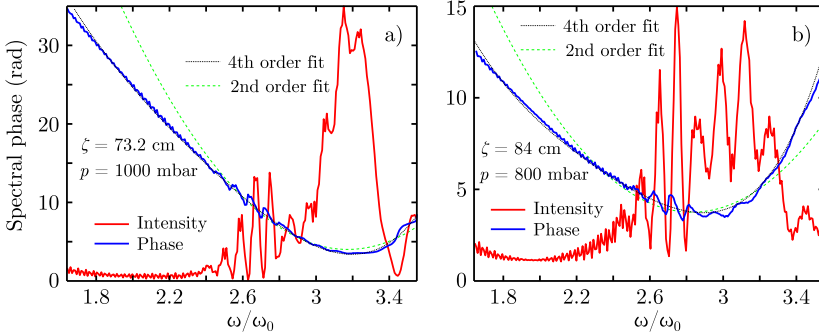 Spectral phase (rad)
30
20
10
0
1.8
2.2
2.6
3
3.4
ω/ω₀
a)
4th order fit
2nd order fit
ζ = 73.2 cm
p = 1000 mbar
Intensity
Phase
15
10
5
0
1.8
2.2
2.6
3
3.4
ω/ω₀
b)
4th order fit
2nd order fit
ζ = 84 cm
p = 800 mbar
Intensity
Phase